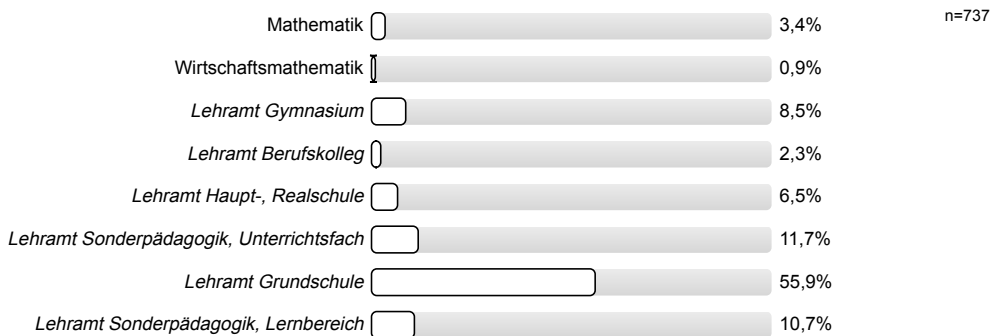 Mathematik 3,4% n=737
Wirtschaftsmathematik 0,9%
Lehramt Gymnasium 8,5%
Lehramt Berufskolleg 2,3%
Lehramt Haupt-, Realschule 6,5%
Lehramt Sonderpädagogik, Unterrichtsfach 11,7%
Lehramt Grundschule 55,9%
Lehramt Sonderpädagogik, Lernbereich 10,7%